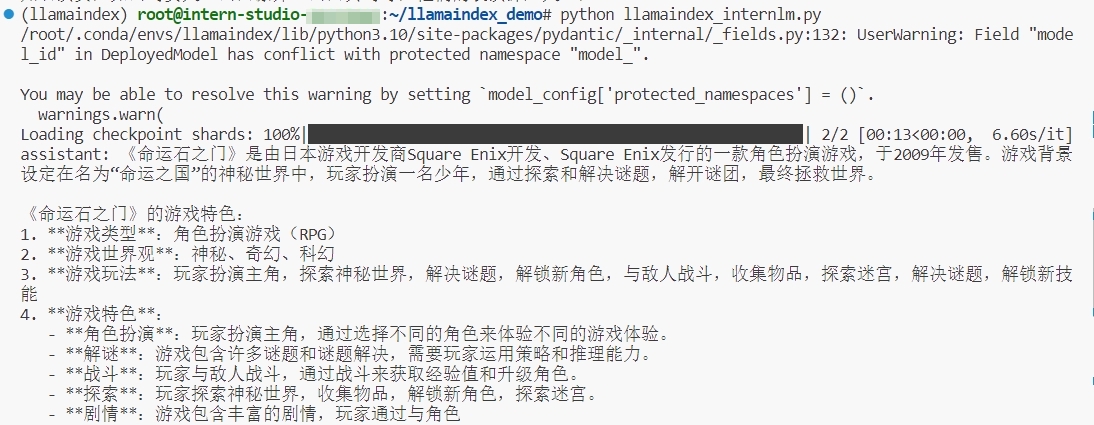 (llamaindex) root@intern-studio-:~/llamaindex_demo# python llamaindex_internlm.py
/root/.conda/envs/llamaindex/lib/python3.10/site-packages/pydantic/_internal/_fields.py:132: UserWarning: Field "mode
l_id" in DeployedModel has conflict with protected namespace "model_".
You may be able to resolve this warning by setting `model_config['protected_namespaces'] = ()`.
warnings.warn(
Loading checkpoint shards: 100%|| 2/2 [00:13<00:00, 6.60s/it]
assistant: 《命运石之门》是由日本游戏开发商Square Enix开发、Square Enix发行的一款角色扮演游戏，于2009年发售。游戏背景
设定在名为“命运之国”的神秘世界中，玩家扮演一名少年，通过探索和解决谜题，解开谜团，最终拯救世界。
《命运石之门》的游戏特色：
1. **游戏类型**：角色扮演游戏（RPG）
2. **游戏世界观**：神秘、奇幻、科幻
3. **游戏玩法**：玩家扮演主角，探索神秘世界，解决谜题，解锁新角色，与敌人战斗，收集物品，探索迷宫，解决谜题，解锁新技
能
4. **游戏特色**：
- **角色扮演**：玩家扮演主角，通过选择不同的角色来体验不同的游戏体验。
- **解谜**：游戏包含许多谜题和谜题解决，需要玩家运用策略和推理能力。
- **战斗**：玩家与敌人战斗，通过战斗来获取经验值和升级角色。
- **探索**：玩家探索神秘世界，收集物品，解锁新角色，探索迷宫。
- **剧情**：游戏包含丰富的剧情，玩家通过与角色